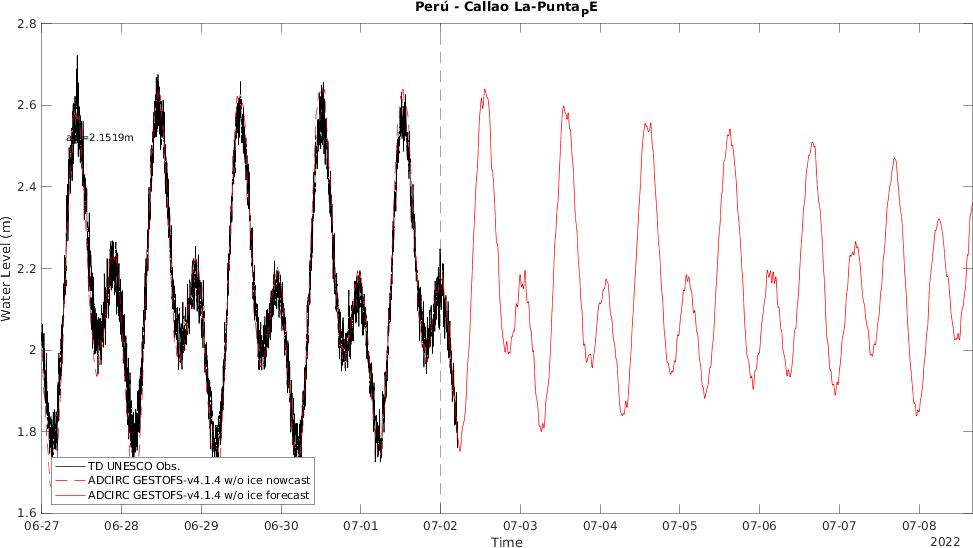 Perú - Callao La-PuntaPE
Water Level (m)
2.8
2.6
2.4
2.2
2
1.8
1.6
=2.1519m
TD UNESCO Obs.
ADCIRC GESTOFS-v4.1.4 w/o ice nowcast
ADCIRC GESTOFS-v4.1.4 w/o ice forecast
06-27 06-28 06-29 06-30 07-01 07-02 07-03 07-04 07-05 07-06 07-07 07-08
Time
2022